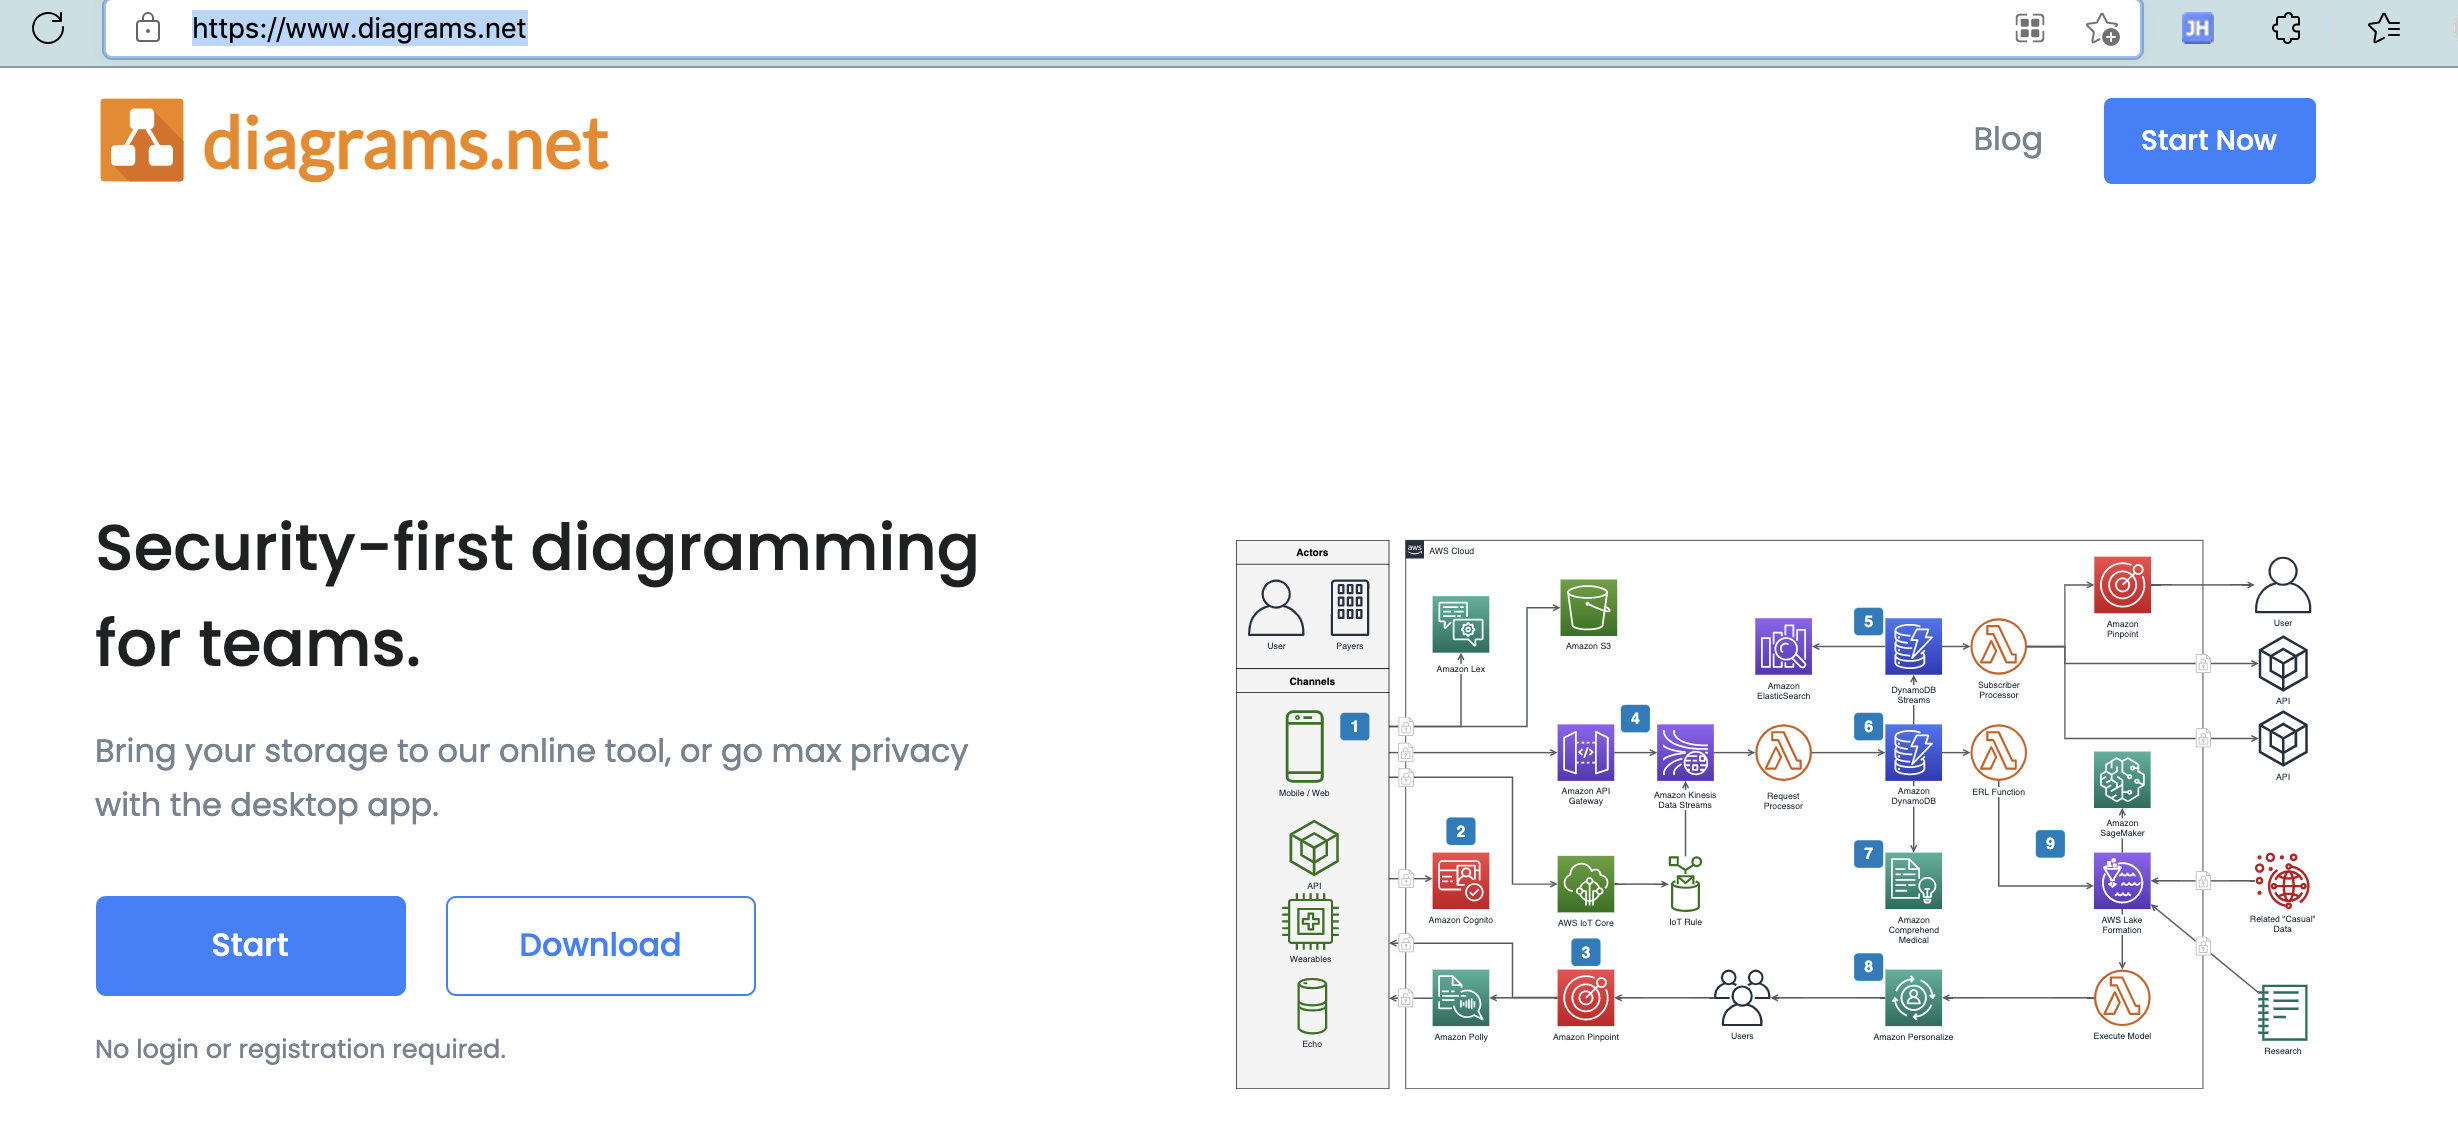 https://www.diagrams.net
JH
diagrams.net
Blog
Start Now
Security-first diagramming
for teams.
Bring your storage to our online tool, or go max privacy
with the desktop app.
Start
Download
No login or registration required.
Actors
User
Payers
Channels
1
Mobile / Web
API
Wearables
Echo
aws
AWS Cloud
Amazon Lex
Amazon S3
Amazon
ElasticSearch
5
DynamoDB
Streams
Subscriber
Processor
Amazon
Pinpoint
User
API
API
4
Amazon API
Gateway
Amazon Kinesis
Data Streams
Request
Processor
6
Amazon
DynamoDB
ERL Function
Amazon
SageMaker
2
Amazon Cognito
AWS IoT Core
IoT Rule
7
Amazon
Comprehend
Medical
9
AWS Lake
Formation
Related "Casual"
Data
3
Amazon Polly
Amazon Pinpoint
Users
8
Amazon Personalize
Execute Model
Research